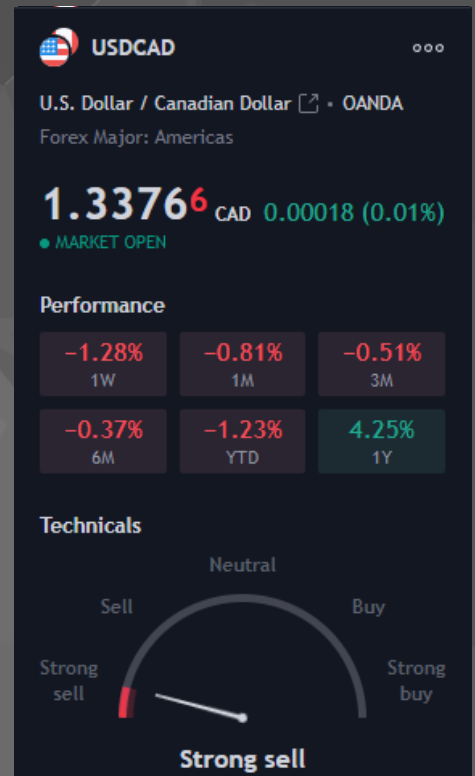 USDCAD
U.S. Dollar / Canadian Dollar • OANDA
Forex Major: Americas
1.33766 CAD 0.00018 (0.01%)
• MARKET OPEN
Performance
−1.28% −0.81% −0.51%
1W 1M 3M
−0.37% −1.23% 4.25%
6M YTD 1Y
Technicals
Neutral
Sell Buy
Strong sell Strong buy
Strong sell